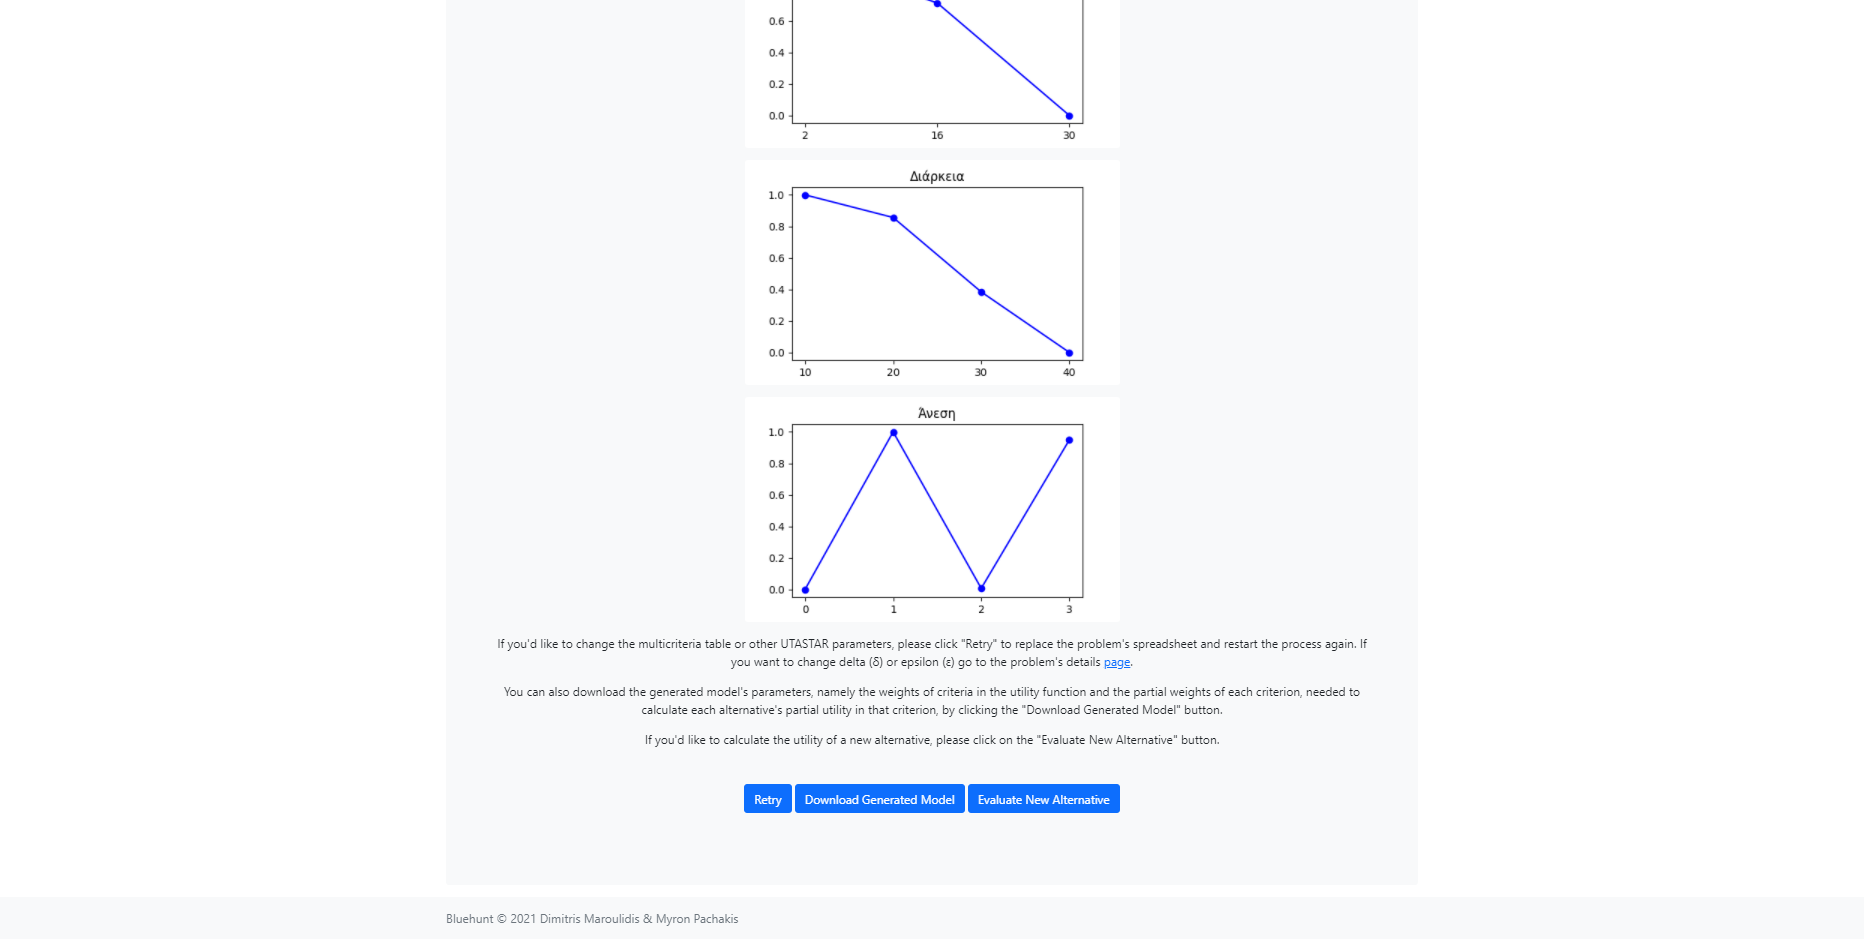 0.6
0.4
0.2
0.0
2 16 30
Διάρκεια
1.0
0.8
0.6
0.4
0.2
0.0
10 20 30 40
Άνεση
1.0
0.8
0.6
0.4
0.2
0.0
0 1 2 3
If you'd like to change the multicriteria table or other UTASTAR parameters, please click "Retry" to replace the problem's spreadsheet and restart the process again. If
you want to change delta (δ) or epsilon (ε) go to the problem's details page.
You can also download the generated model's parameters, namely the weights of criteria in the utility function and the partial weights of each criterion, needed to
calculate each alternative's partial utility in that criterion, by clicking the "Download Generated Model" button.
If you'd like to calculate the utility of a new alternative, please click on the "Evaluate New Alternative" button.
Retry Download Generated Model Evaluate New Alternative
Bluehunt © 2021 Dimitris Maroulidis & Myron Pachakis